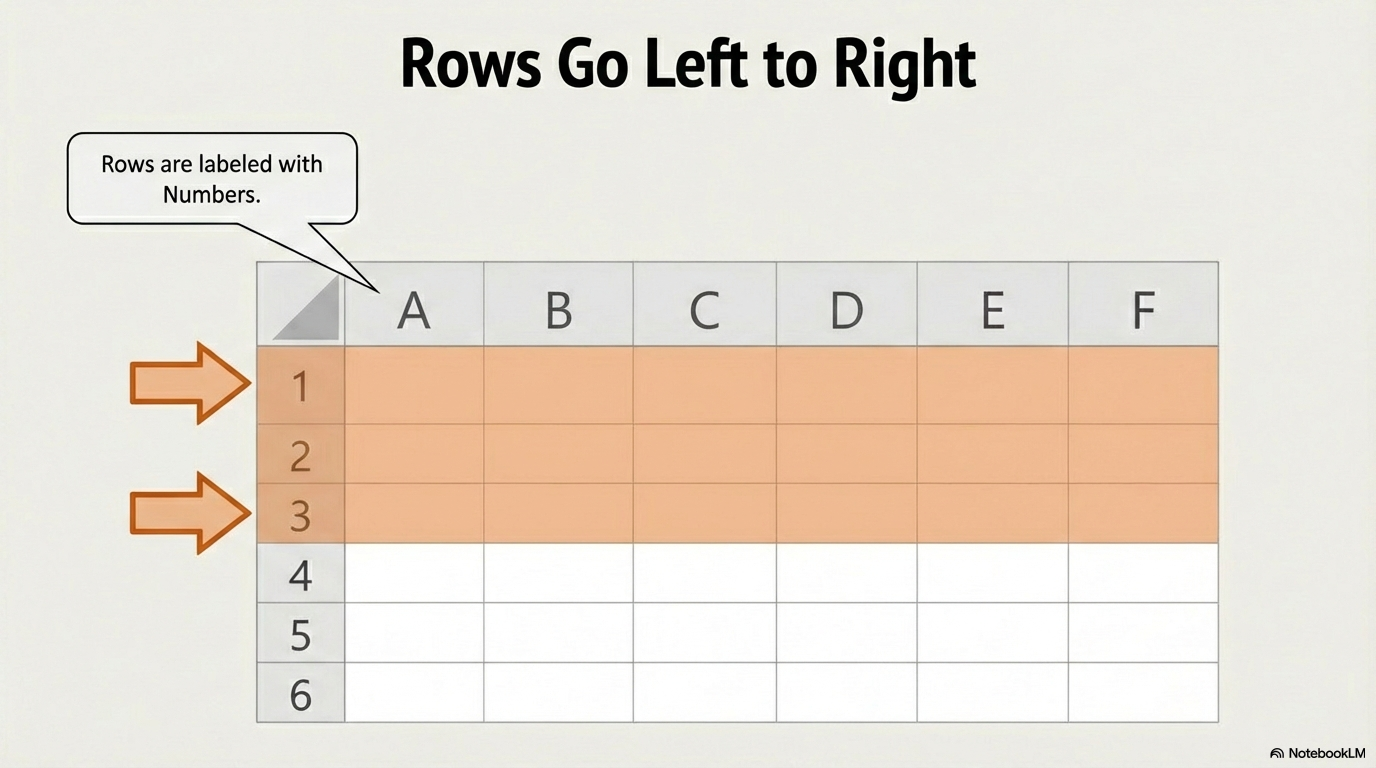 Rows Go Left to Right
Rows are labeled with
Numbers.
A B C D E F
1
2
3
4
5
6
NotebookLM